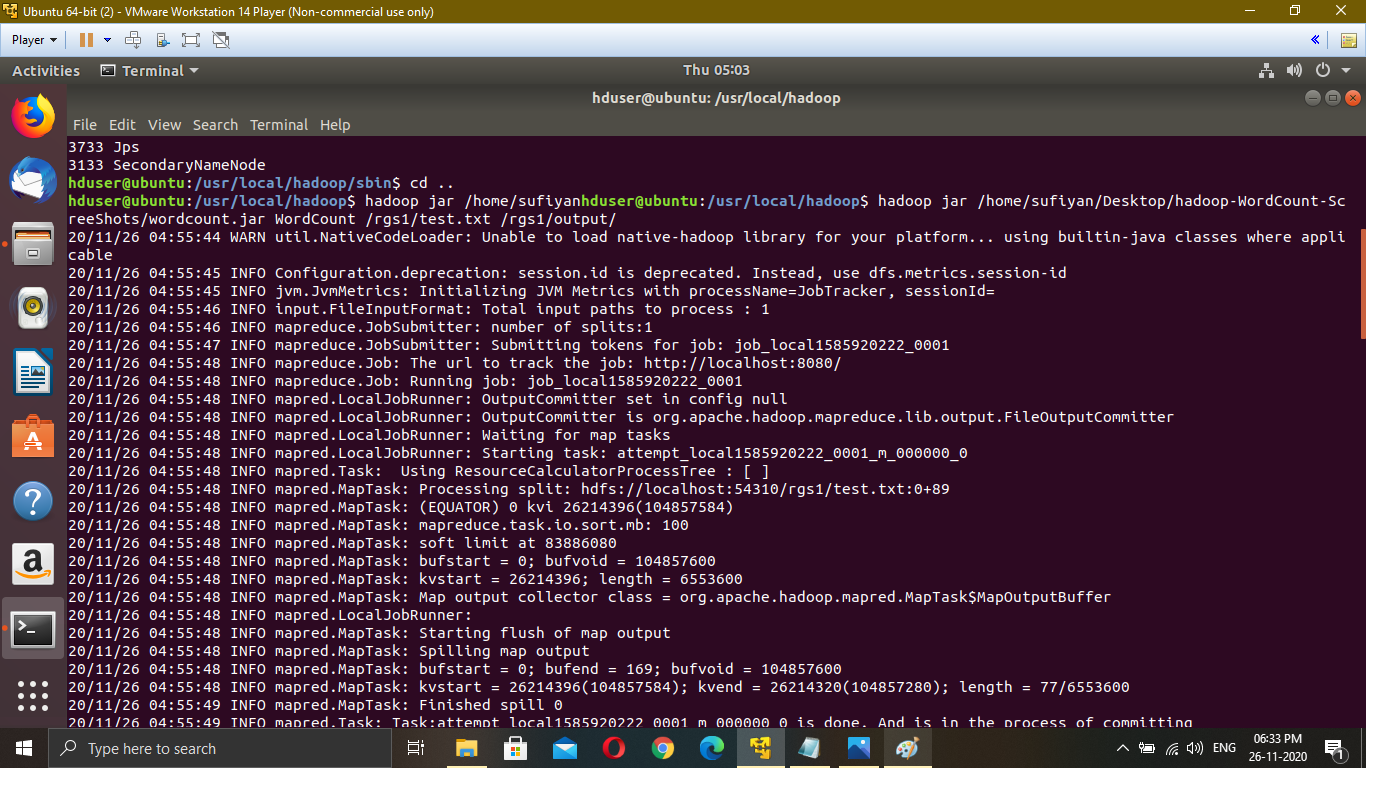 Ubuntu 64-bit (2) - VMware Workstation 14 Player (Non-commercial use only)
Player
Activities Terminal Thu 05:03
hduser@ubuntu: /usr/local/hadoop
File Edit View Search Terminal Help
3733 Jps
3133 SecondaryNameNode
hduser@ubuntu:/usr/local/hadoop/sbin$ cd ..
hduser@ubuntu:/usr/local/hadoop$ hadoop jar /home/sufiyanhduser@ubuntu:/usr/local/hadoop$ hadoop jar /home/sufiyan/Desktop/hadoop-WordCount-Sc
reeShots/wordcount.jar WordCount /rgs1/test.txt /rgs1/output/
20/11/26 04:55:44 WARN util.NativeCodeLoader: Unable to load native-hadoop library for your platform... using builtin-java classes where appli
cable
20/11/26 04:55:45 INFO Configuration.deprecation: session.id is deprecated. Instead, use dfs.metrics.session-id
20/11/26 04:55:45 INFO jvm.JvmMetrics: Initializing JVM Metrics with processName=JobTracker, sessionId=
20/11/26 04:55:46 INFO input.FileInputFormat: Total input paths to process : 1
20/11/26 04:55:46 INFO mapreduce.JobSubmitter: number of splits:1
20/11/26 04:55:47 INFO mapreduce.JobSubmitter: Submitting tokens for job: job_local1585920222_0001
20/11/26 04:55:48 INFO mapreduce.Job: The url to track the job: http://localhost:8080/
20/11/26 04:55:48 INFO mapreduce.Job: Running job: job_local1585920222_0001
20/11/26 04:55:48 INFO mapred.LocalJobRunner: OutputCommitter set in config null
20/11/26 04:55:48 INFO mapred.LocalJobRunner: OutputCommitter is org.apache.hadoop.mapreduce.lib.output.FileOutputCommitter
20/11/26 04:55:48 INFO mapred.LocalJobRunner: Waiting for map tasks
20/11/26 04:55:48 INFO mapred.LocalJobRunner: Starting task: attempt_local1585920222_0001_m_000000_0
20/11/26 04:55:48 INFO mapred.Task:  Using ResourceCalculatorProcessTree : [ ]
20/11/26 04:55:48 INFO mapred.MapTask: Processing split: hdfs://localhost:54310/rgs1/test.txt:0+89
20/11/26 04:55:48 INFO mapred.MapTask: (EQUATOR) 0 kvi 26214396(104857584)
20/11/26 04:55:48 INFO mapred.MapTask: mapreduce.task.io.sort.mb: 100
20/11/26 04:55:48 INFO mapred.MapTask: soft limit at 83886080
20/11/26 04:55:48 INFO mapred.MapTask: bufstart = 0; bufvoid = 104857600
20/11/26 04:55:48 INFO mapred.MapTask: kvstart = 26214396; length = 6553600
20/11/26 04:55:48 INFO mapred.MapTask: Map output collector class = org.apache.hadoop.mapred.MapTask$MapOutputBuffer
20/11/26 04:55:48 INFO mapred.LocalJobRunner:
20/11/26 04:55:48 INFO mapred.MapTask: Starting flush of map output
20/11/26 04:55:48 INFO mapred.MapTask: Spilling map output
20/11/26 04:55:48 INFO mapred.MapTask: bufstart = 0; bufend = 169; bufvoid = 104857600
20/11/26 04:55:48 INFO mapred.MapTask: kvstart = 26214396(104857584); kvend = 26214320(104857280); length = 77/6553600
20/11/26 04:55:49 INFO mapred.MapTask: Finished spill 0
20/11/26 04:55:49 INFO mapred.Task: Task:attempt_local1585920222_0001_m_000000_0 is done. And is in the process of committing
Type here to search
ENG
06:33 PM
26-11-2020
1